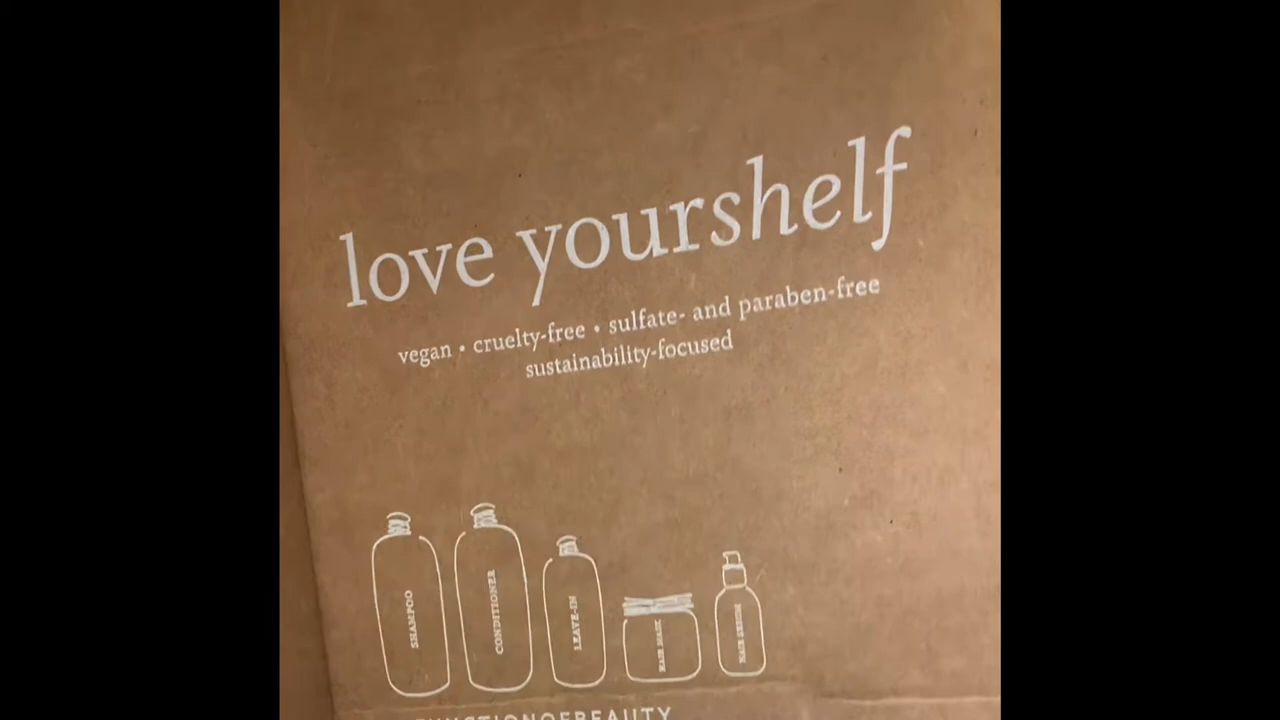 love yourshelf
vegan • cruelty-free • sulfate- and paraben-free
sustainability-focused
SHAMPOO
CONDITIONER
LEAVE-IN
HAIR MASK
HAIR SERUM
FUNCTIONOFBEAUTY